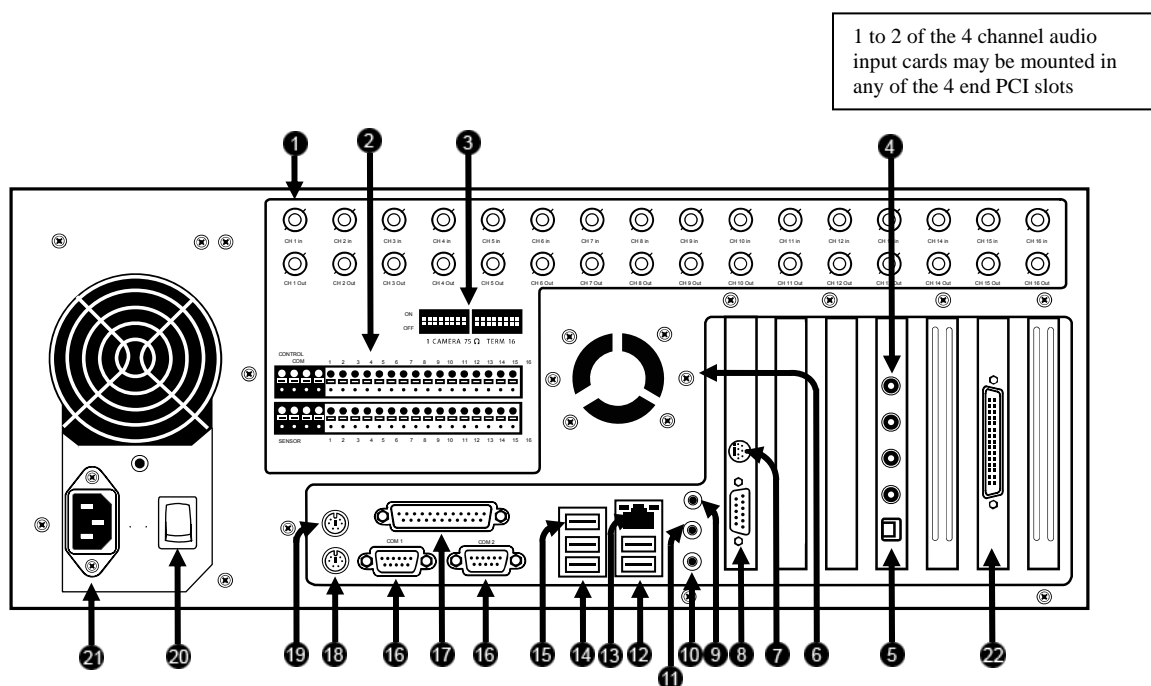 1 to 2 of the 4 channel audio
input cards may be mounted in
any of the 4 end PCI slots
1 2 3 4
CH 1 in CH 2 in CH 3 in CH 4 in CH 5 in CH 6 in CH 7 in CH 8 in CH 9 in CH 10 in CH 11 in CH 12 in CH 14 in CH 15 in CH 16 in
CH 1 Out CH 2 Out CH 3 Out CH 4 Out CH 5 Out CH 6 Out CH 7 Out CH 8 Out CH 9 Out CH 10 Out CH 11 Out CH 12 Out CH 14 Out CH 15 Out CH 16 Out
ON
OFF
1 CAMERA 75 Ω TERM 16
CONTROL
COM 1 2 3 4 5 6 7 8 9 10 11 12 13 14 15 16
SENSOR 1 2 3 4 5 6 7 8 9 10 11 12 13 14 15 16
COM 1 COM 2
21 20 19 18 16 17 16 15 14 13 12 11 10 9 8 7 6 5 22